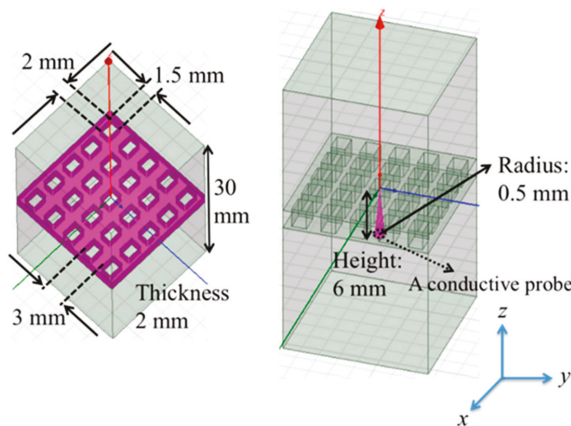 z
2 mm
1.5 mm
30
mm
Thickness
2 mm
3 mm
Radius:
0.5 mm
Height:
6 mm
A conductive probe
z
y
x